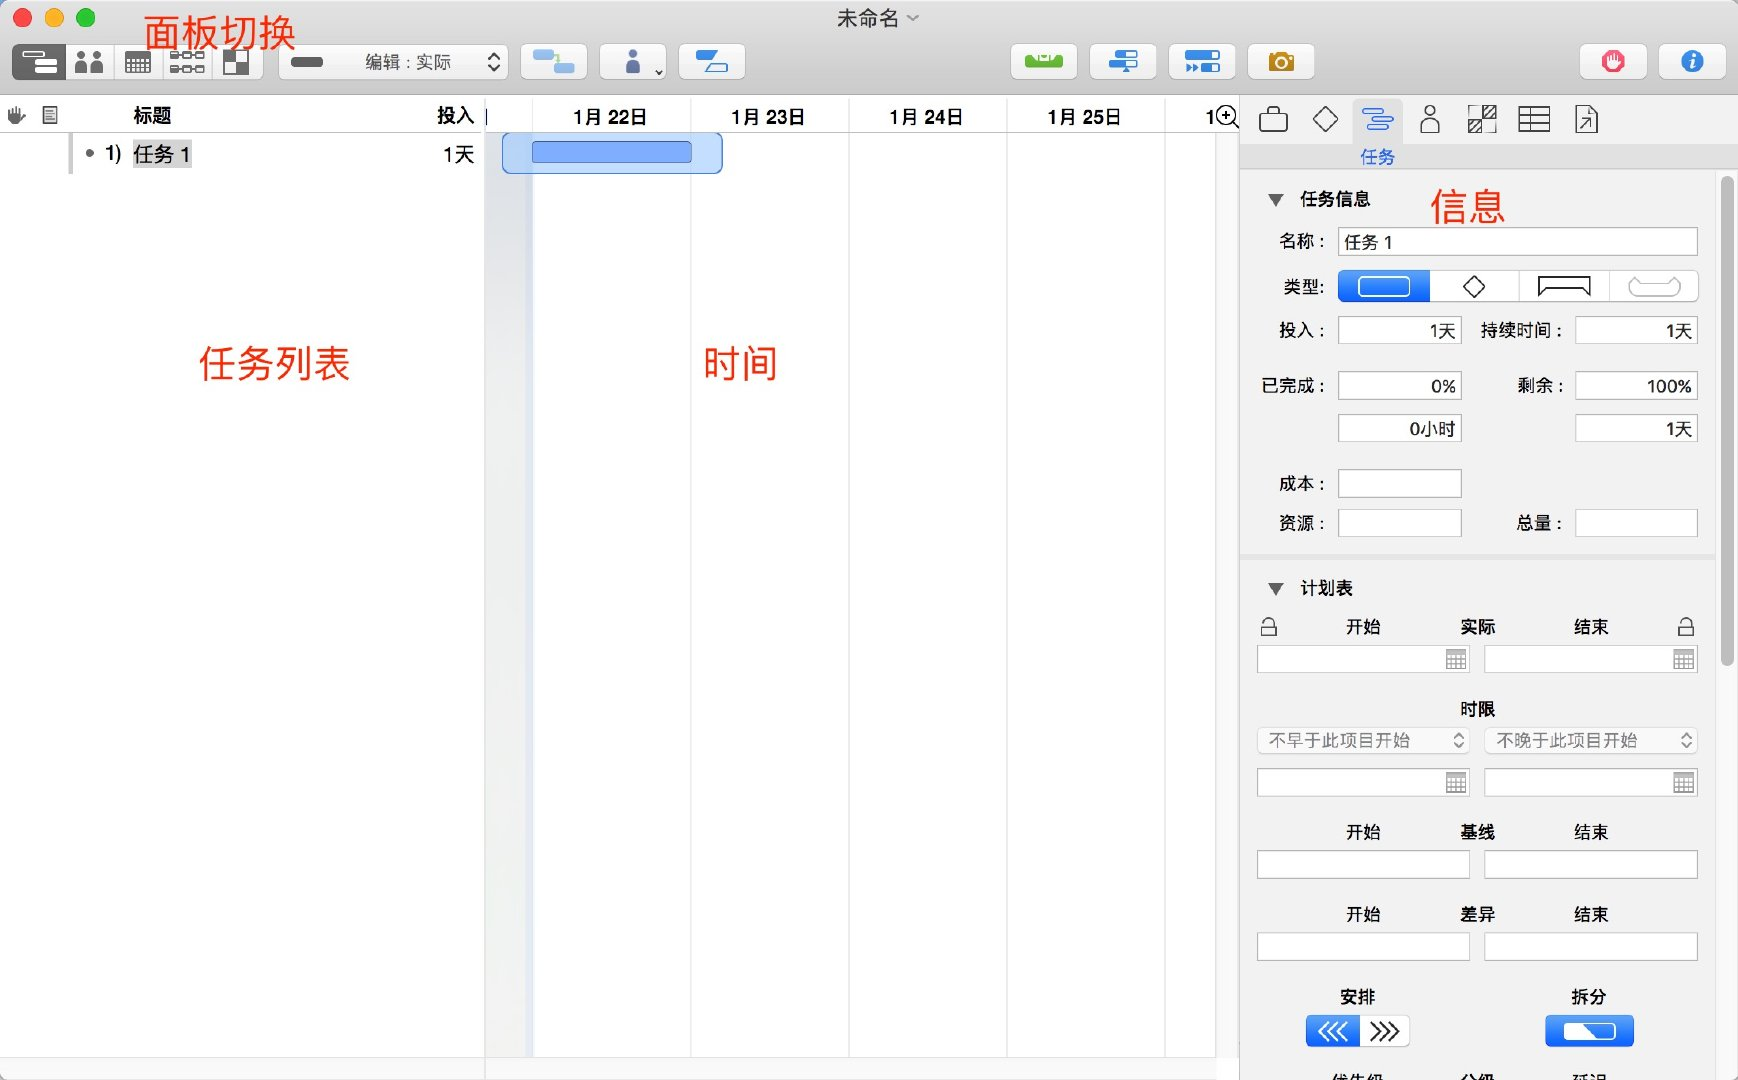 未命名
面板切换
编辑：实际
标题 投入 1月 22日 1月 23日 1月 24日 1月 25日 1
1) 任务 1 1天
任务
任务信息 信息
名称： 任务 1
类型:
投入： 1天 持续时间： 1天
任务列表 时间
已完成： 0% 剩余： 100%
0小时 1天
成本：
资源： 总量：
计划表
开始 实际 结束
时限
不早于此项目开始 不晚于此项目开始
开始 基线 结束
开始 差异 结束
安排 拆分